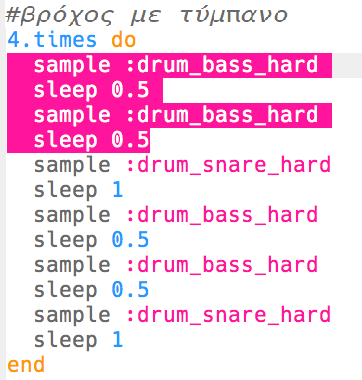 #βρόχος με τύμπανο
4.times do
  sample :drum_bass_hard
  sleep 0.5
  sample :drum_bass_hard
  sleep 0.5
  sample :drum_snare_hard
  sleep 1
  sample :drum_bass_hard
  sleep 0.5
  sample :drum_bass_hard
  sleep 0.5
  sample :drum_snare_hard
  sleep 1
end